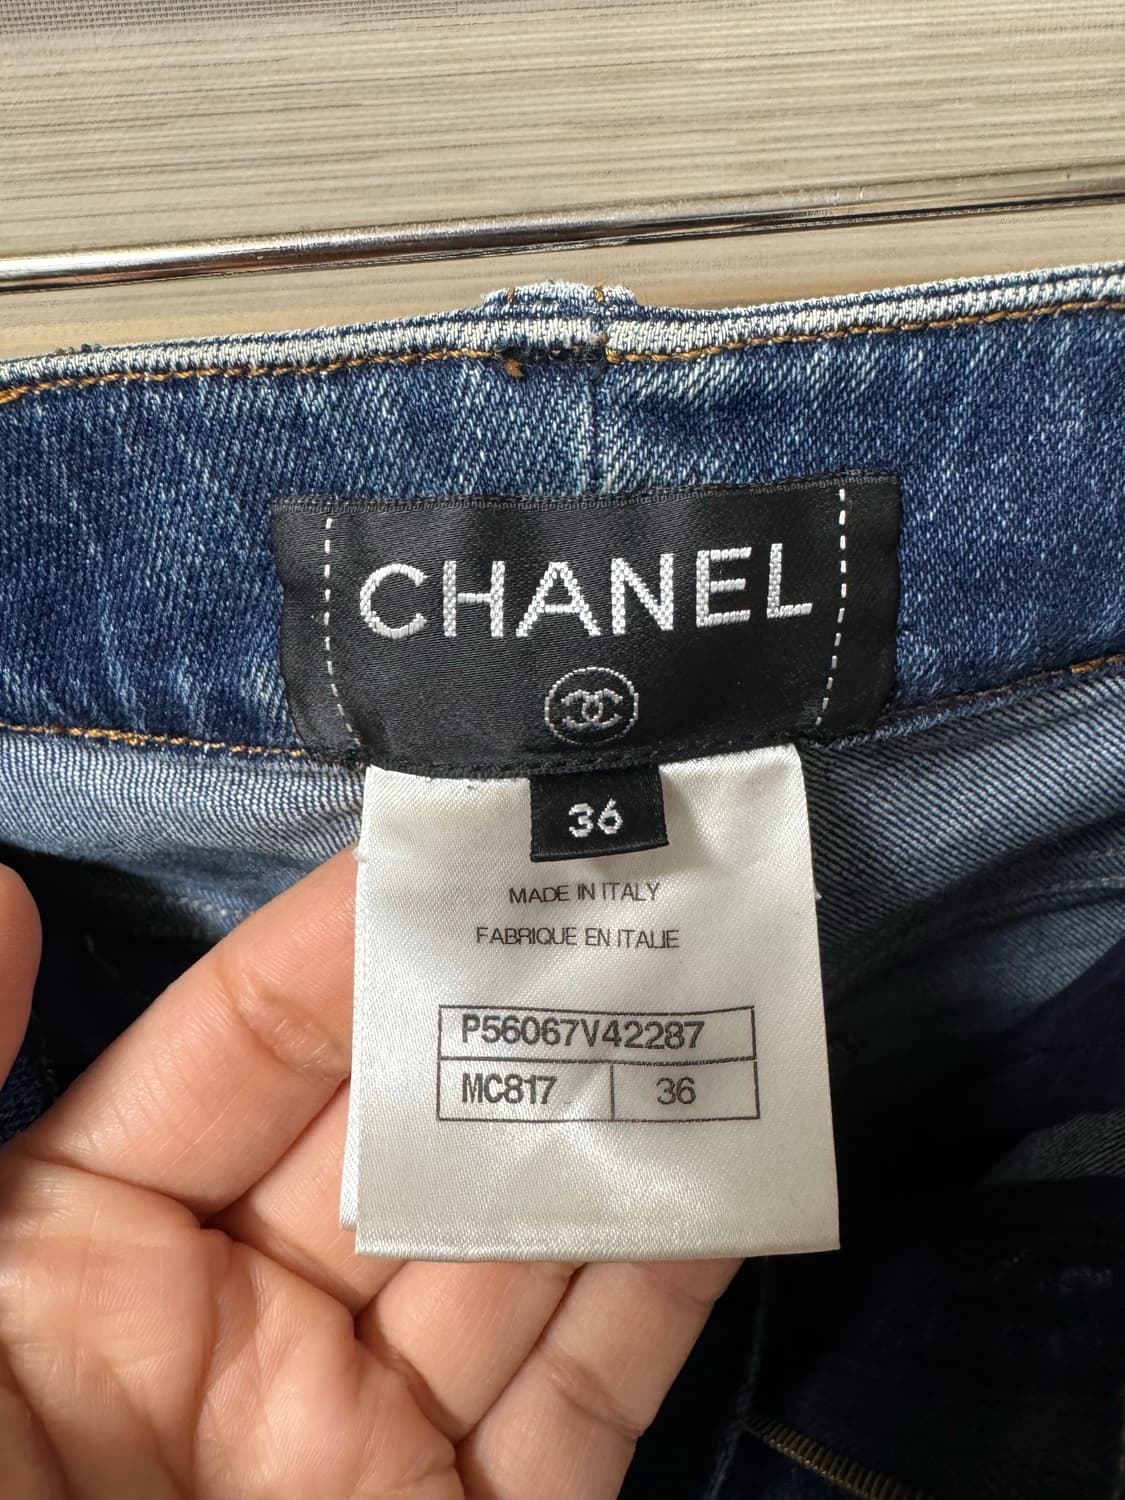 CHANEL
36
MADE IN ITALY
FABRIQUE EN ITALIE
P56067V42287
MC817 36